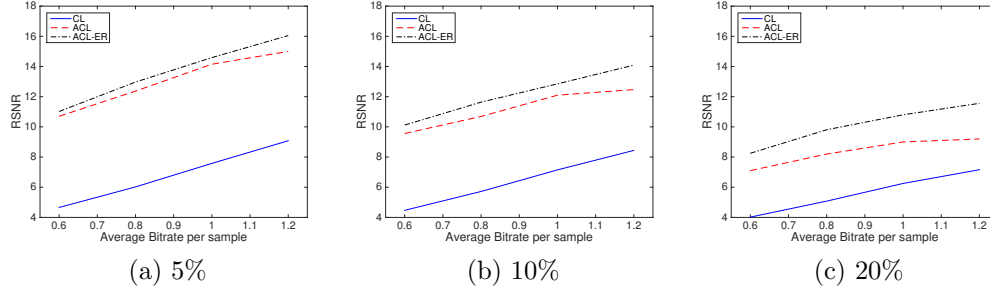 18
16
14
12
10
8
6
4
RSNR
CL
ACL
ACL-ER
0.6 0.7 0.8 0.9 1 1.1 1.2
Average Bitrate per sample
(a) 5%
18
16
14
12
10
8
6
4
RSNR
CL
ACL
ACL-ER
0.6 0.7 0.8 0.9 1 1.1 1.2
Average Bitrate per sample
(b) 10%
18
16
14
12
10
8
6
4
RSNR
CL
ACL
ACL-ER
0.6 0.7 0.8 0.9 1 1.1 1.2
Average Bitrate per sample
(c) 20%